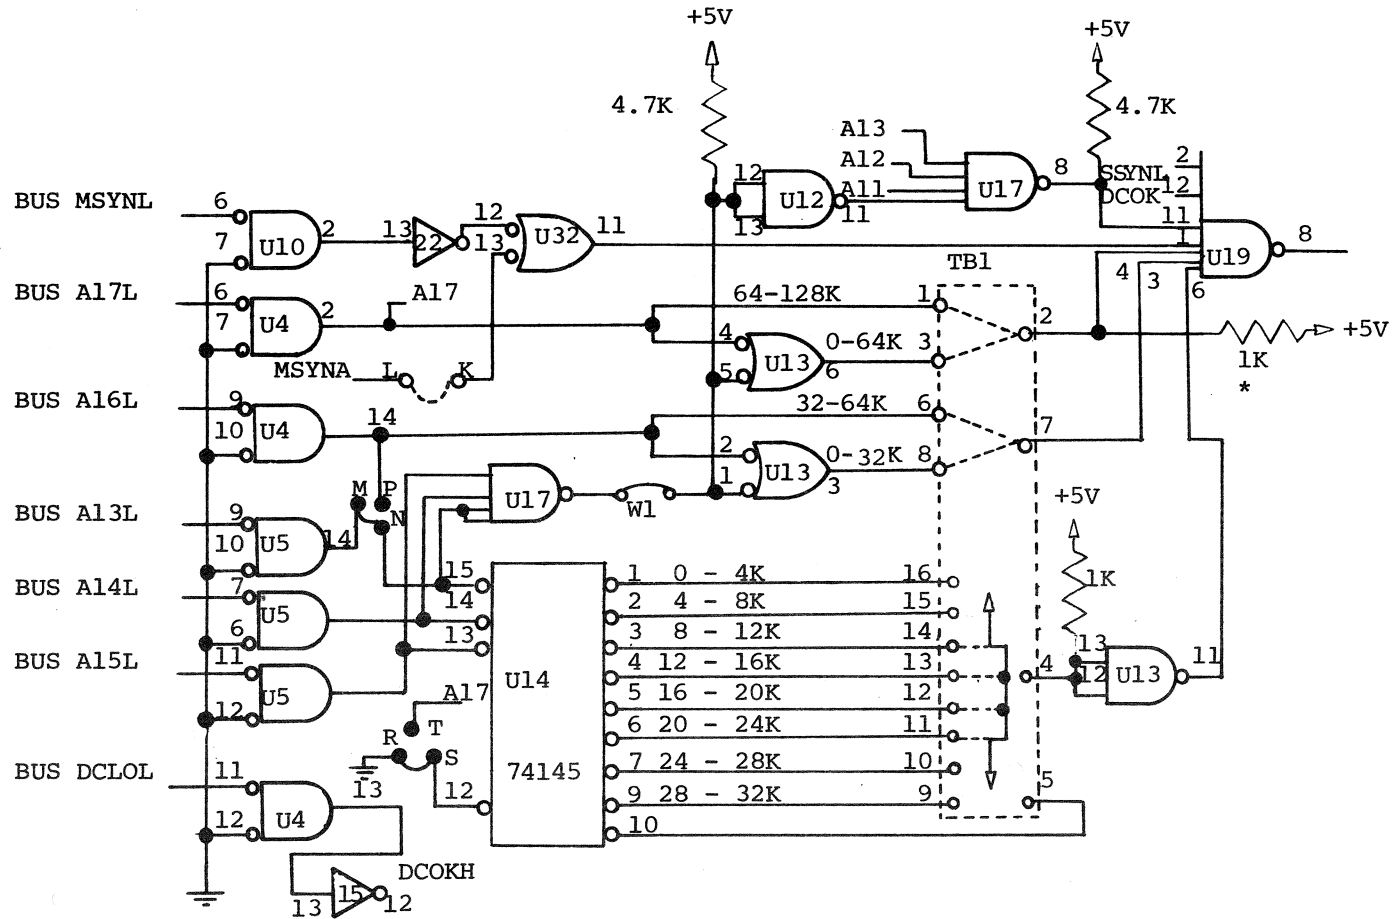 +5V
+5V
4.7K
4.7K
A13
A12
A11
8
SSYNL 2
DCOK 12
11
12
13
U12
11
U17
BUS MSYNL
6
7
U10
2
13
22
12
13
U32
11
U19
8
4
3
6
TB1
BUS A17L
6
7
U4
2
A17
64-128K
1
2
+5V
4
5
U13
6
0-64K
3
1K
*
MSYNA
L
K
BUS A16L
9
10
U4
14
32-64K
6
7
2
1
U13
3
0-32K
8
M
P
N
U17
W1
+5V
BUS A13L
9
10
U5
14
BUS A14L
7
6
U5
15
14
13
1 0 - 4K 16
2 4 - 8K 15
3 8 - 12K 14
4 12 - 16K 13
5 16 - 20K 12
6 20 - 24K 11
7 24 - 28K 10
9 28 - 32K 9
10
1K
13
12
U13
11
4
5
BUS A15L
11
12
U5
U14
74145
A17
R
T
S
13
12
BUS DCLOL
11
12
U4
DCOKH
13
15
12